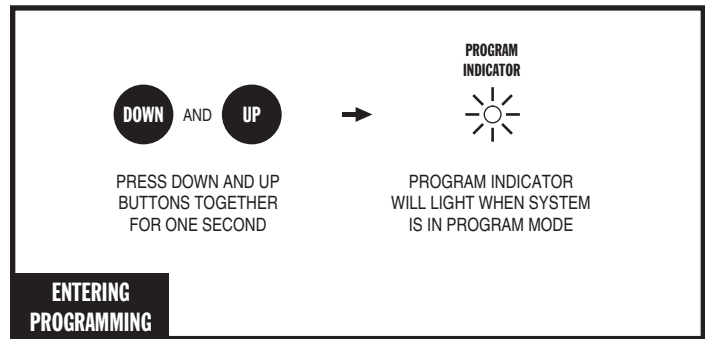 PROGRAM
INDICATOR
DOWN AND UP
PRESS DOWN AND UP
BUTTONS TOGETHER
FOR ONE SECOND
PROGRAM INDICATOR
WILL LIGHT WHEN SYSTEM
IS IN PROGRAM MODE
ENTERING
PROGRAMMING